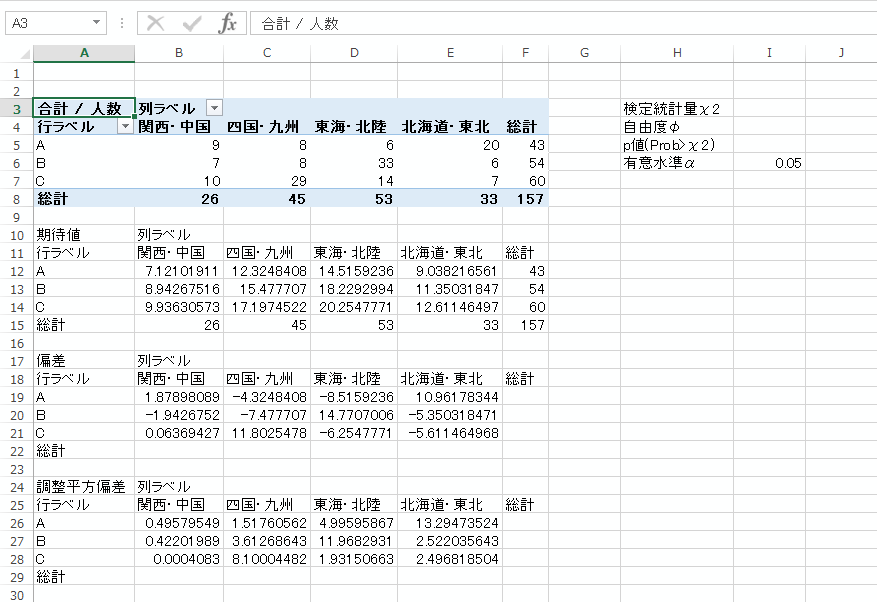 A3 fx 合計 / 人数
A B C D E F G H I J
1
2
3 合計 / 人数 列ラベル 検定統計量χ2
4 行ラベル 関西・中国 四国・九州 東海・北陸 北海道・東北 総計 自由度φ
5 A 9 8 6 20 43 p値(Prob>χ2)
6 B 7 8 33 6 54 有意水準α 0.05
7 C 10 29 14 7 60
8 総計 26 45 53 33 157
9
10 期待値 列ラベル
11 行ラベル 関西・中国 四国・九州 東海・北陸 北海道・東北 総計
12 A 7.12101911 12.3248408 14.5159236 9.038216561 43
13 B 8.94267516 15.477707 18.2292994 11.35031847 54
14 C 9.93630573 17.1974522 20.2547771 12.61146497 60
15 総計 26 45 53 33 157
16
17 偏差 列ラベル
18 行ラベル 関西・中国 四国・九州 東海・北陸 北海道・東北 総計
19 A 1.87898089 -4.3248408 -8.5159236 10.96178344
20 B -1.9426752 -7.477707 14.7707006 -5.350318471
21 C 0.06369427 11.8025478 -6.2547771 -5.611464968
22 総計
23
24 調整平方偏差 列ラベル
25 行ラベル 関西・中国 四国・九州 東海・北陸 北海道・東北 総計
26 A 0.49579549 1.51760562 4.99595867 13.29473524
27 B 0.42201989 3.61268643 11.9682931 2.522035643
28 C 0.0004083 8.10004482 1.93150663 2.496818504
29 総計
30